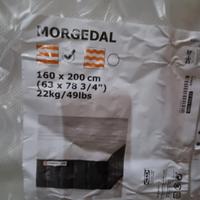 MORGEDAL
160 x 200 cm
(63 x 78 3/4")
22kg/49lbs